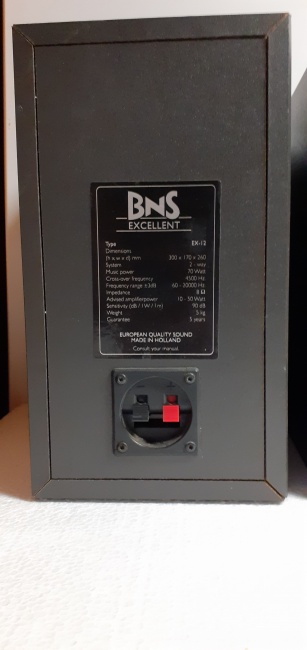 BNS
EXCELLENT
Type EX-12
Dimensions
(h x w x d) mm 300 x 170 x 260
System 2 - way
Music power 70 Watt
Cross-over frequency 4500 Hz
Frequency range ±3dB 60 - 20000 Hz
Impedance 8 Ω
Advised amplifierpower 10 - 50 Watt
Sensitivity (dB / 1W / 1m) 90 dB
Weight 5 kg
Guarantee 5 years
EUROPEAN QUALITY SOUND
MADE IN HOLLAND
Consult your manual